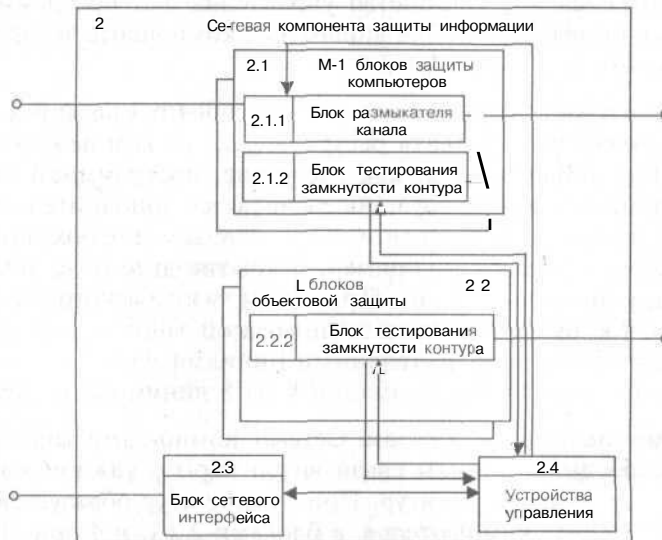 2
Се-гевая компонента защиты информации
2.1
М-1 блоков защиты
компьютеров
2.1.1
Блок размыкателя
канала
2.1.2
Блок тестирования
замкнутости контура
L блоков
объектовой защиты
2 2
2.2.2
Блок тестирования
замкнутости контура
2.3
Блок сетевого
интерфейса
2.4
Устройства
управления